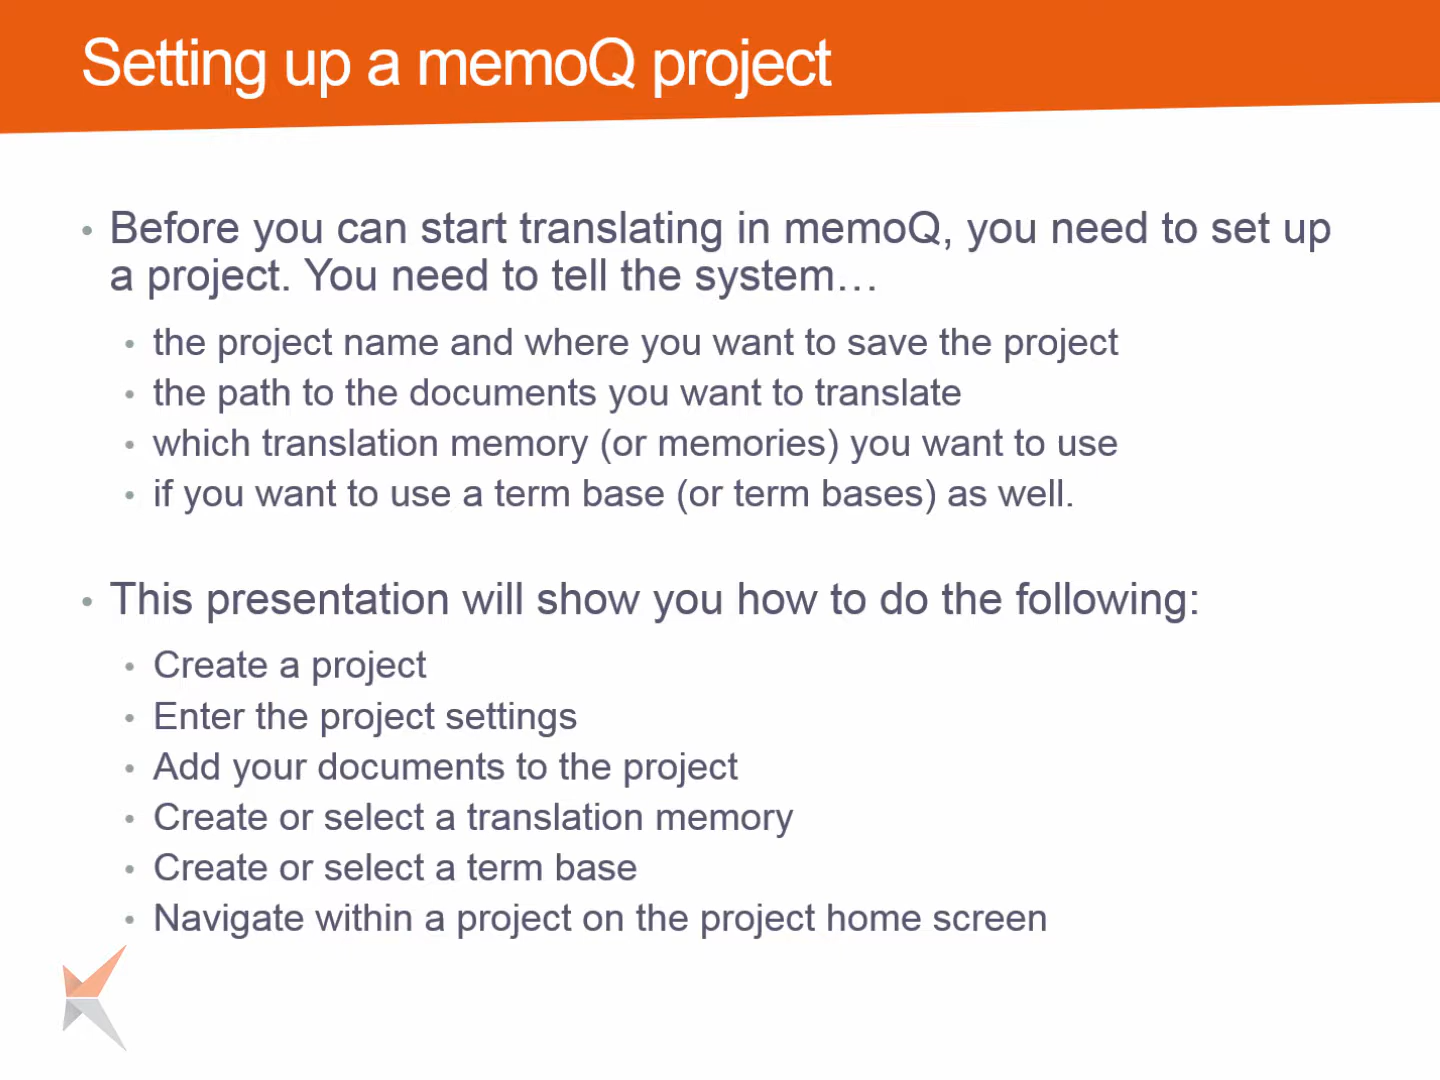 Setting up a memoQ project
• Before you can start translating in memoQ, you need to set up
a project. You need to tell the system…
• the project name and where you want to save the project
• the path to the documents you want to translate
• which translation memory (or memories) you want to use
• if you want to use a term base (or term bases) as well.
• This presentation will show you how to do the following:
• Create a project
• Enter the project settings
• Add your documents to the project
• Create or select a translation memory
• Create or select a term base
• Navigate within a project on the project home screen